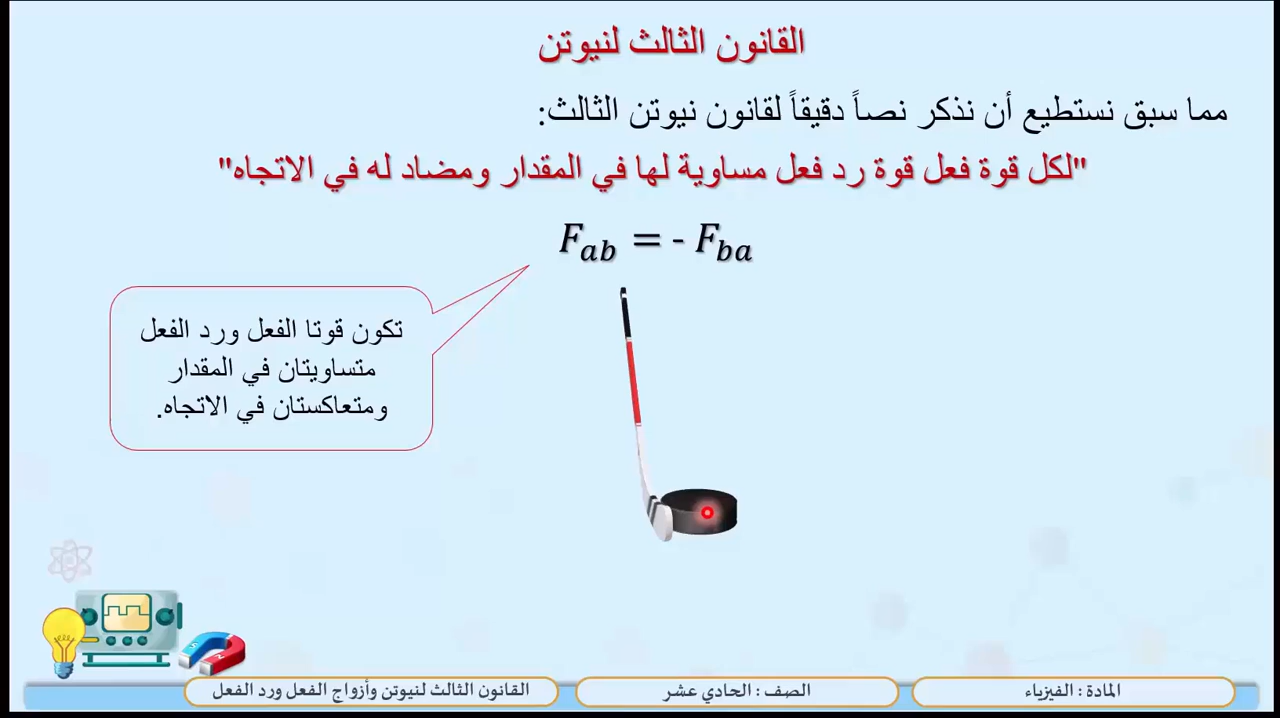 القانون الثالث لنيوتن
مما سبق نستطيع أن نذكر نصاً دقيقاً لقانون نيوتن الثالث:
"لكل قوة فعل قوة رد فعل مساوية لها في المقدار ومضاد له في الاتجاه"
F_ab = - F_ba
تكون قوتا الفعل ورد الفعل
متساويتان في المقدار
ومتعاكستان في الاتجاه.
المادة : الفيزياء
الصف : الحادي عشر
القانون الثالث لنيوتن وأزواج الفعل ورد الفعل